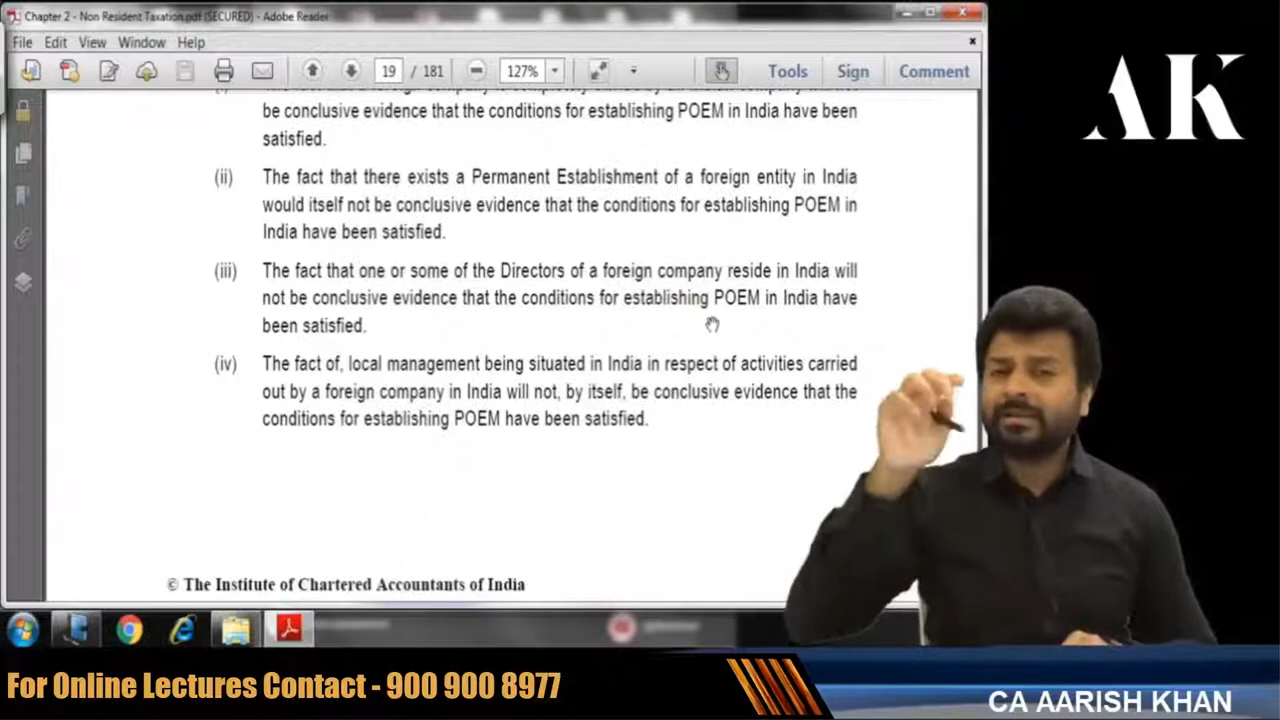 Chapter 2 - Non Resident Taxation.pdf (SECURED) - Adobe Reader
File Edit View Window Help
19 / 181 127% Tools Sign Comment
AK
be conclusive evidence that the conditions for establishing POEM in India have been
satisfied.
(ii) The fact that there exists a Permanent Establishment of a foreign entity in India
would itself not be conclusive evidence that the conditions for establishing POEM in
India have been satisfied.
(iii) The fact that one or some of the Directors of a foreign company reside in India will
not be conclusive evidence that the conditions for establishing POEM in India have
been satisfied.
(iv) The fact of, local management being situated in India in respect of activities carried
out by a foreign company in India will not, by itself, be conclusive evidence that the
conditions for establishing POEM have been satisfied.
© The Institute of Chartered Accountants of India
For Online Lectures Contact - 900 900 8977
CA AARISH KHAN